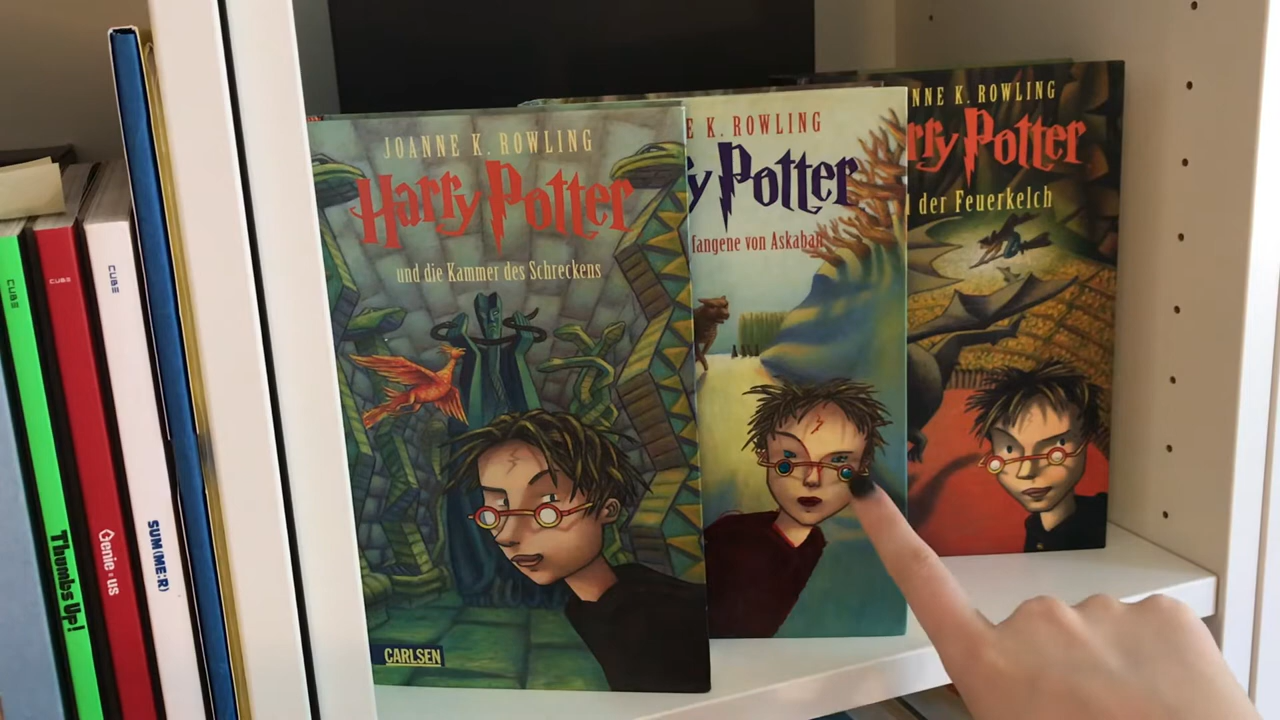 CUBE
Thumbs Up!
CUBE
Genie:us
CUBE
SUM(ME:R)
JOANNE K. ROWLING
Harry Potter
und die Kammer des Schreckens
CARLSEN
E K. ROWLING
y Potter
fangene von Askaban
NNE K. ROWLING
rry Potter
d der Feuerkelch